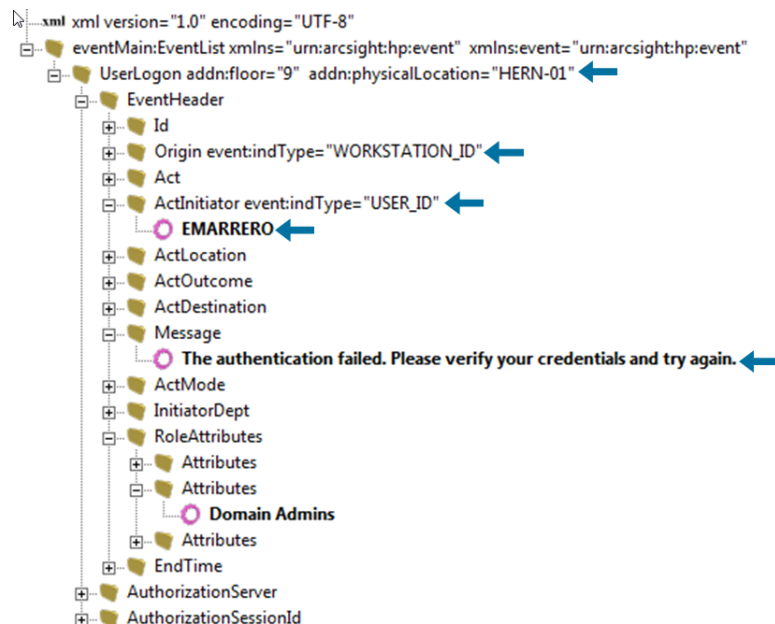 xml xml version="1.0" encoding="UTF-8"
eventMain:EventList xmlns="urn:arcsight:hp:event" xmlns:event="urn:arcsight:hp:event"
UserLogon addn:floor="9" addn:physicalLocation="HERN-01"
EventHeader
Id
Origin event:indType="WORKSTATION_ID"
Act
ActInitiator event:indType="USER_ID"
EMARRERO
ActLocation
ActOutcome
ActDestination
Message
The authentication failed. Please verify your credentials and try again.
ActMode
InitiatorDept
RoleAttributes
Attributes
Attributes
Domain Admins
Attributes
EndTime
AuthorizationServer
AuthorizationSessionId